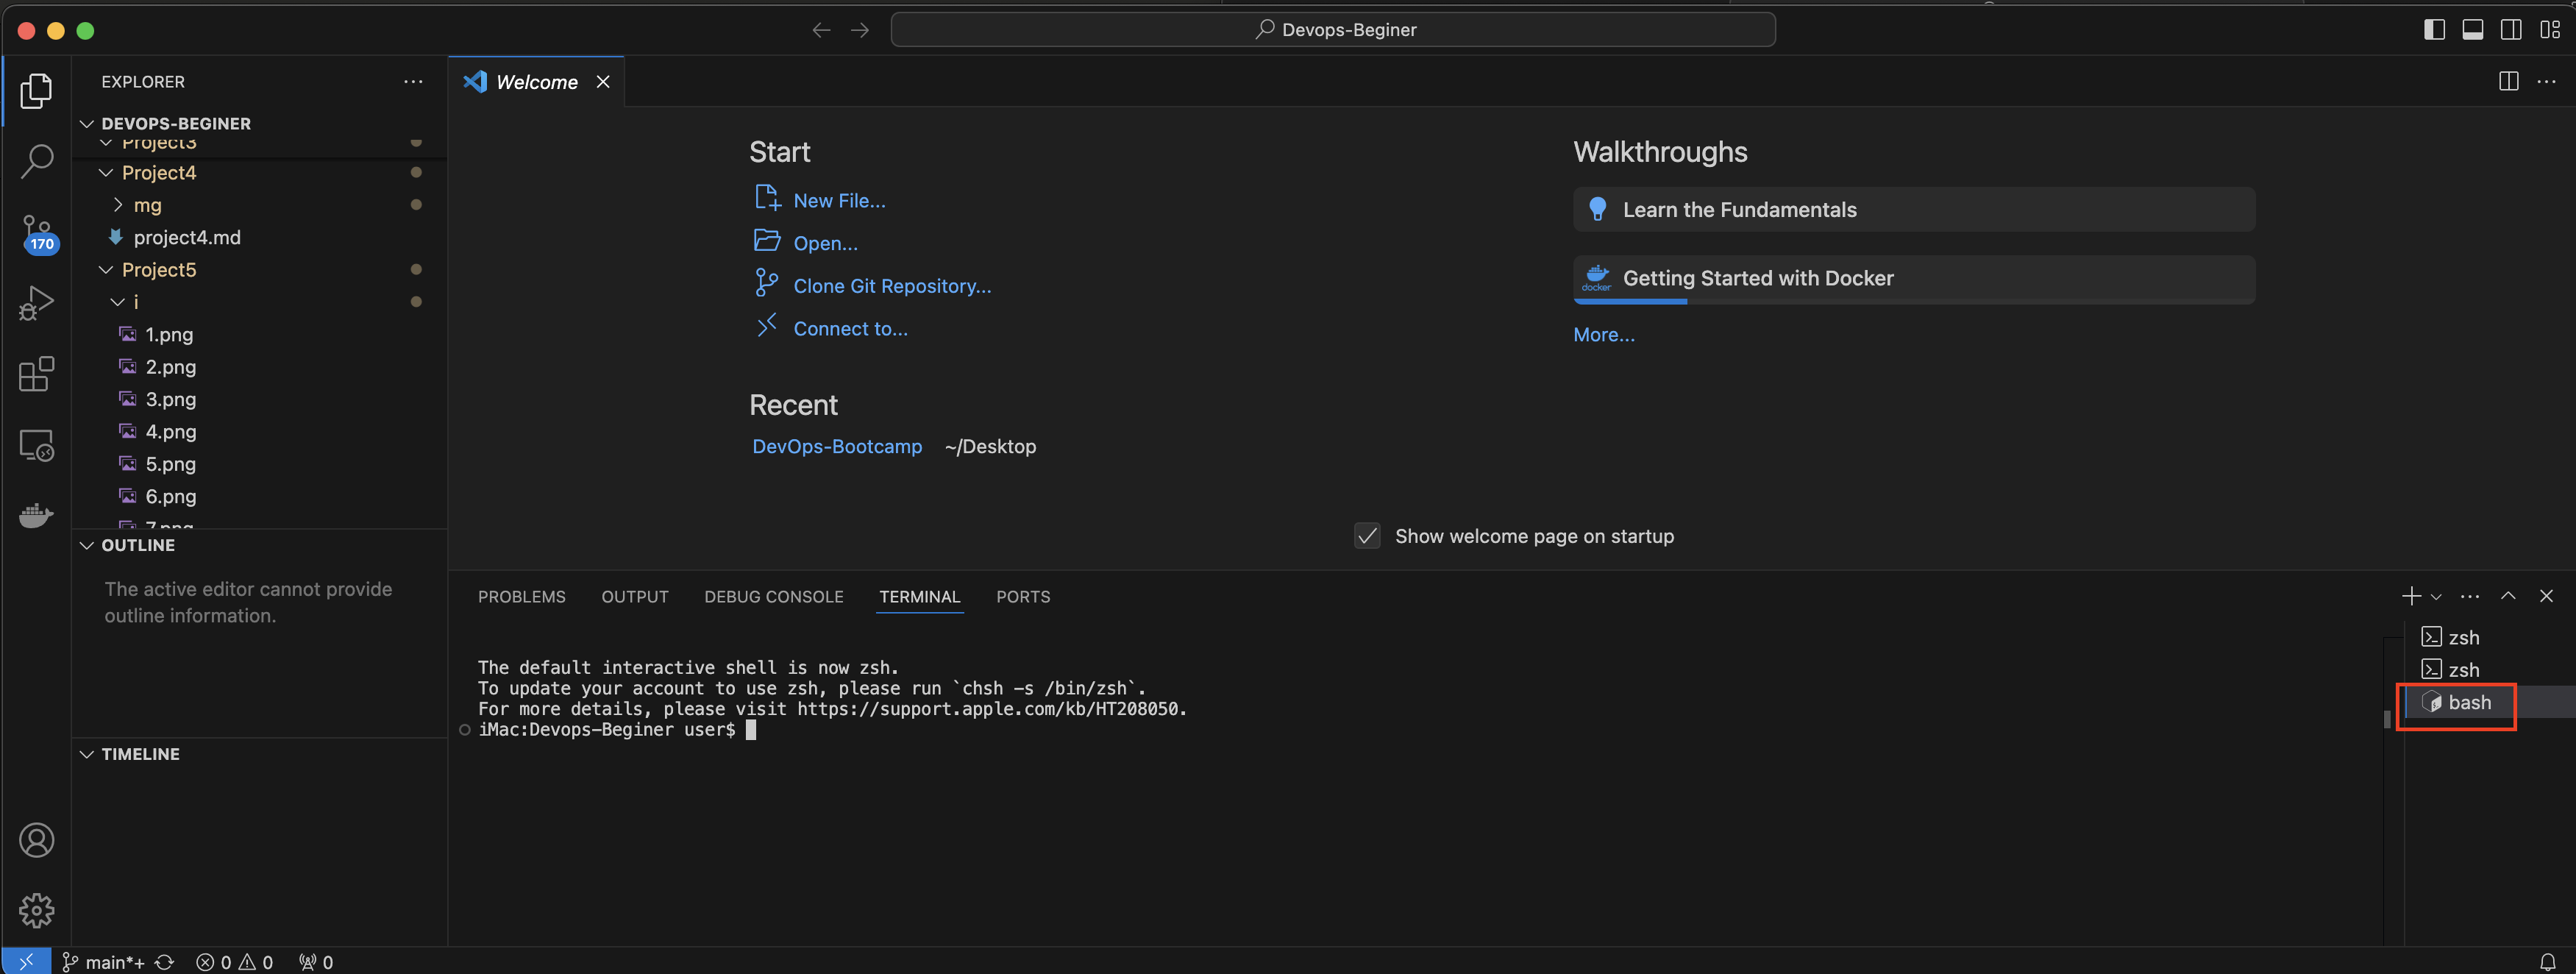 Devops-Beginer
EXPLORER
DEVOPS-BEGINER
Project3
Project4
mg
project4.md
Project5
i
1.png
2.png
3.png
4.png
5.png
6.png
7.png
OUTLINE
The active editor cannot provide
outline information.
TIMELINE
170
Welcome
Start
New File...
Open...
Clone Git Repository...
Connect to...
Recent
DevOps-Bootcamp ~/Desktop
Walkthroughs
Learn the Fundamentals
docker
Getting Started with Docker
More...
Show welcome page on startup
PROBLEMS OUTPUT DEBUG CONSOLE TERMINAL PORTS
The default interactive shell is now zsh.
To update your account to use zsh, please run `chsh -s /bin/zsh`.
For more details, please visit https://support.apple.com/kb/HT208050.
iMac:Devops-Beginer user$
zsh
zsh
bash
main*+ 0 0 0